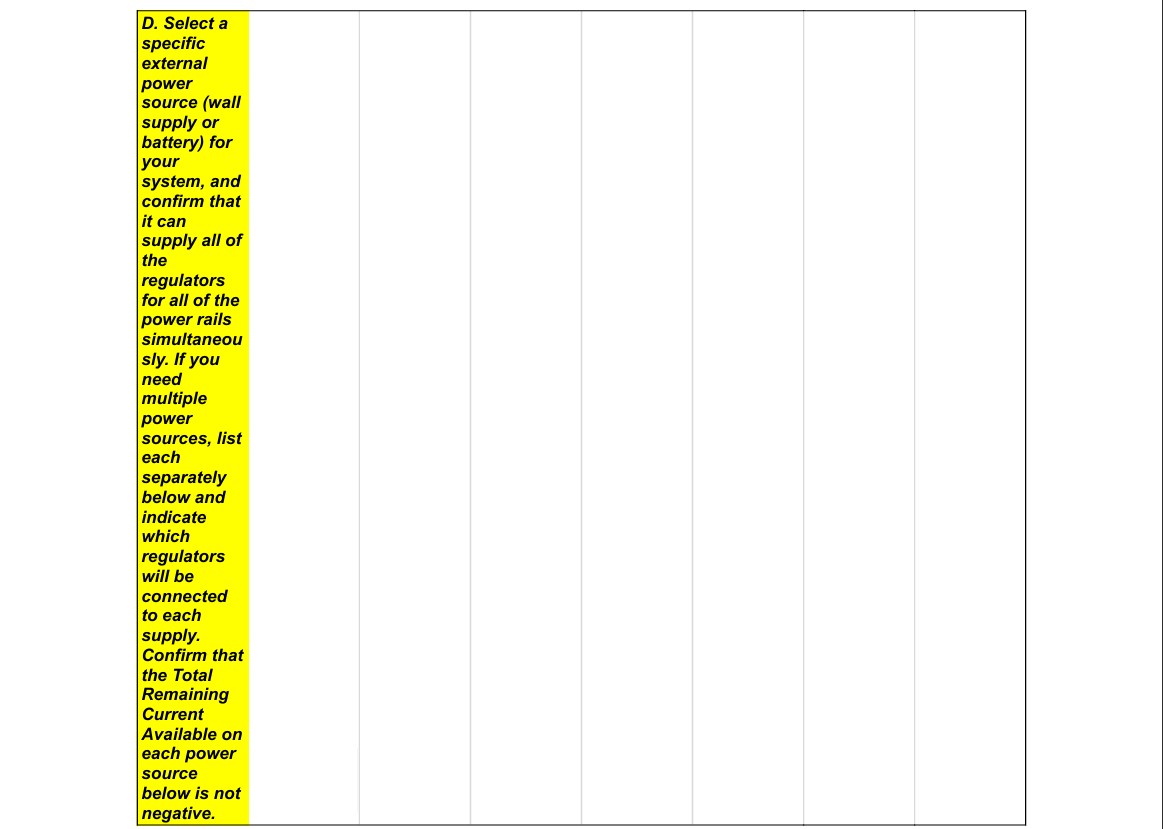 D. Select a
specific
external
power
source (wall
supply or
battery) for
your
system, and
confirm that
it can
supply all of
the
regulators
for all of the
power rails
simultaneou
sly. If you
need
multiple
power
sources, list
each
separately
below and
indicate
which
regulators
will be
connected
to each
supply.
Confirm that
the Total
Remaining
Current
Available on
each power
source
below is not
negative.